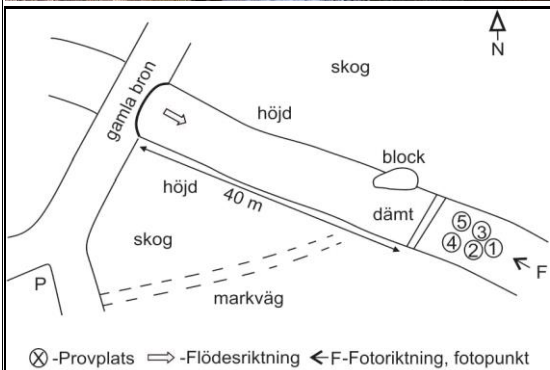 N
skog
gamla bron
höjd
block
höjd
40 m
dämt
skog
5
3
4
2
1
F
P
markväg
-Provplats -Flödesriktning F-Fotoriktning, fotopunkt